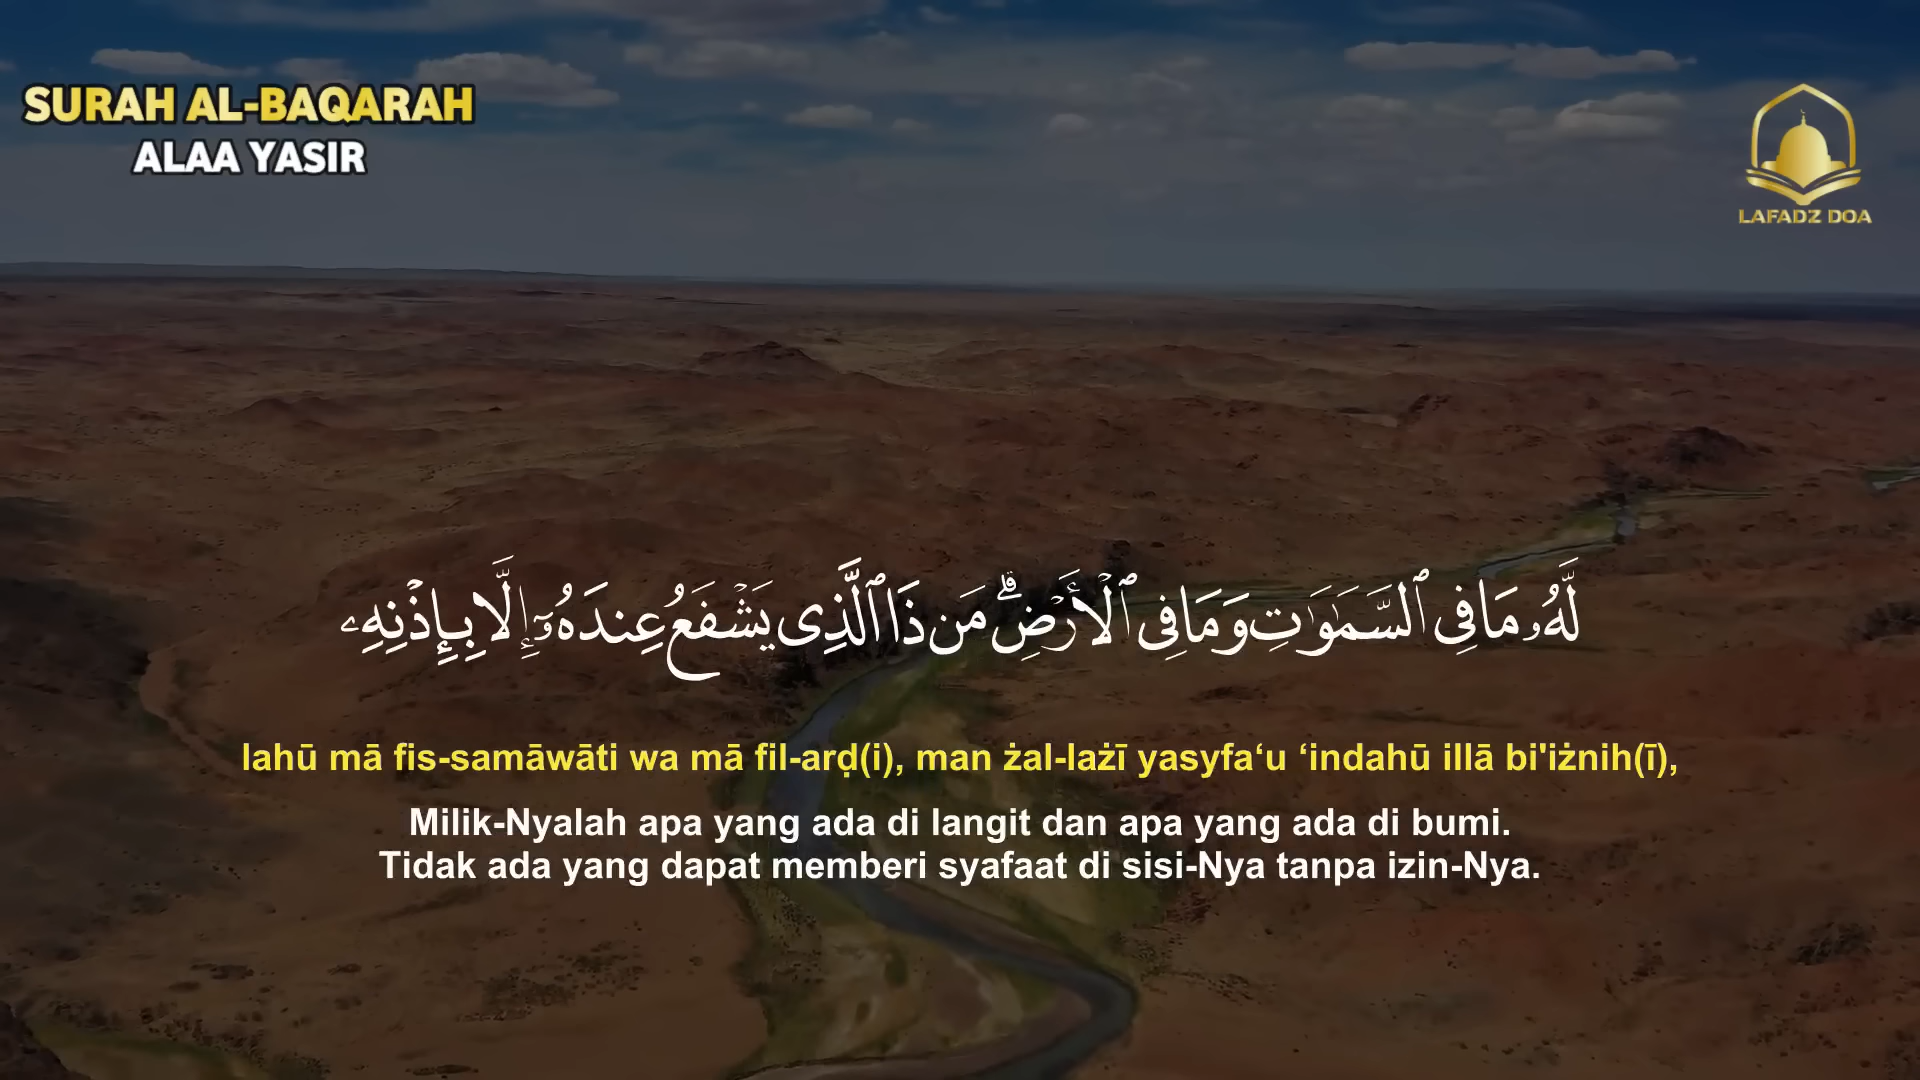 SURAH AL-BAQARAH
ALAA YASIR
LAFADZ DOA
لَّهُۥ مَا فِى ٱلسَّمَـٰوَٰتِ وَمَا فِى ٱلْأَرْضِ ۗ مَن ذَا ٱلَّذِى يَشْفَعُ عِندَهُۥٓ إِلَّا بِإِذْنِهِۦ
lahū mā fis-samāwāti wa mā fil-arḍ(i), man żal-lażī yasyfa‘u ‘indahū illā bi'iżnih(ī),
Milik-Nyalah apa yang ada di langit dan apa yang ada di bumi.
Tidak ada yang dapat memberi syafaat di sisi-Nya tanpa izin-Nya.